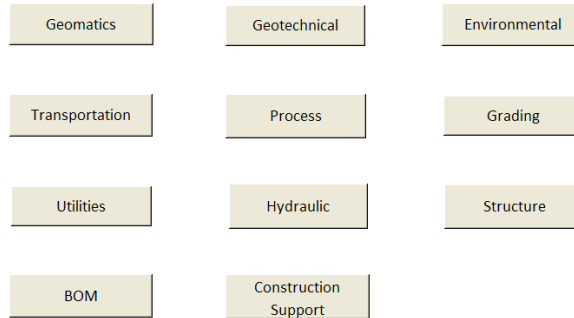 Geomatics
Geotechnical
Environmental
Transportation
Process
Grading
Utilities
Hydraulic
Structure
BOM
Construction
Support